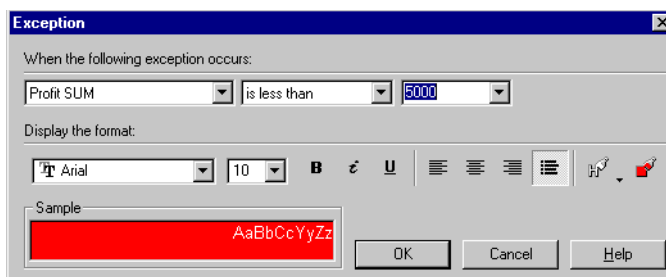 Exception
When the following exception occurs:
Profit SUM is less than 5000
Display the format:
Arial 10 B i U
Sample
AaBbCcYyZz
OK Cancel Help